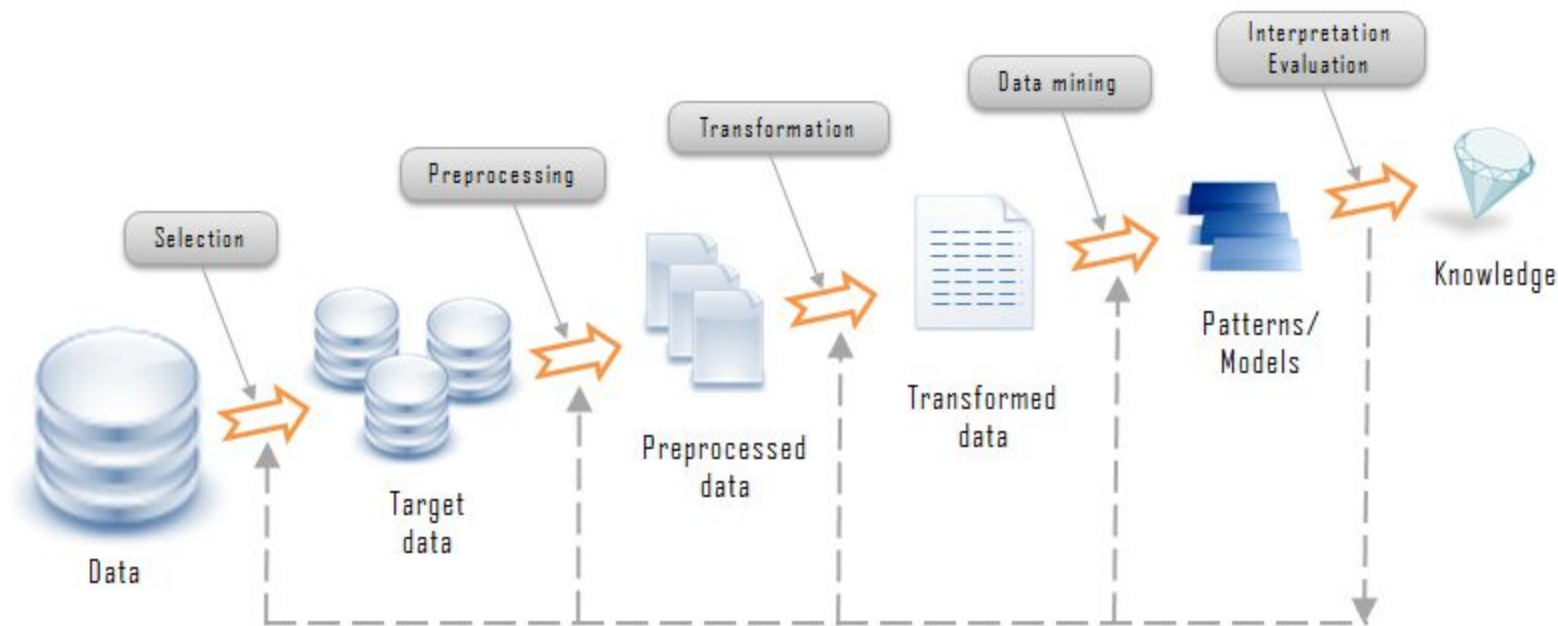 Interpretation
Evaluation
Data mining
Transformation
Preprocessing
Selection
Knowledge
Patterns/
Models
Transformed
data
Preprocessed
data
Target
data
Data